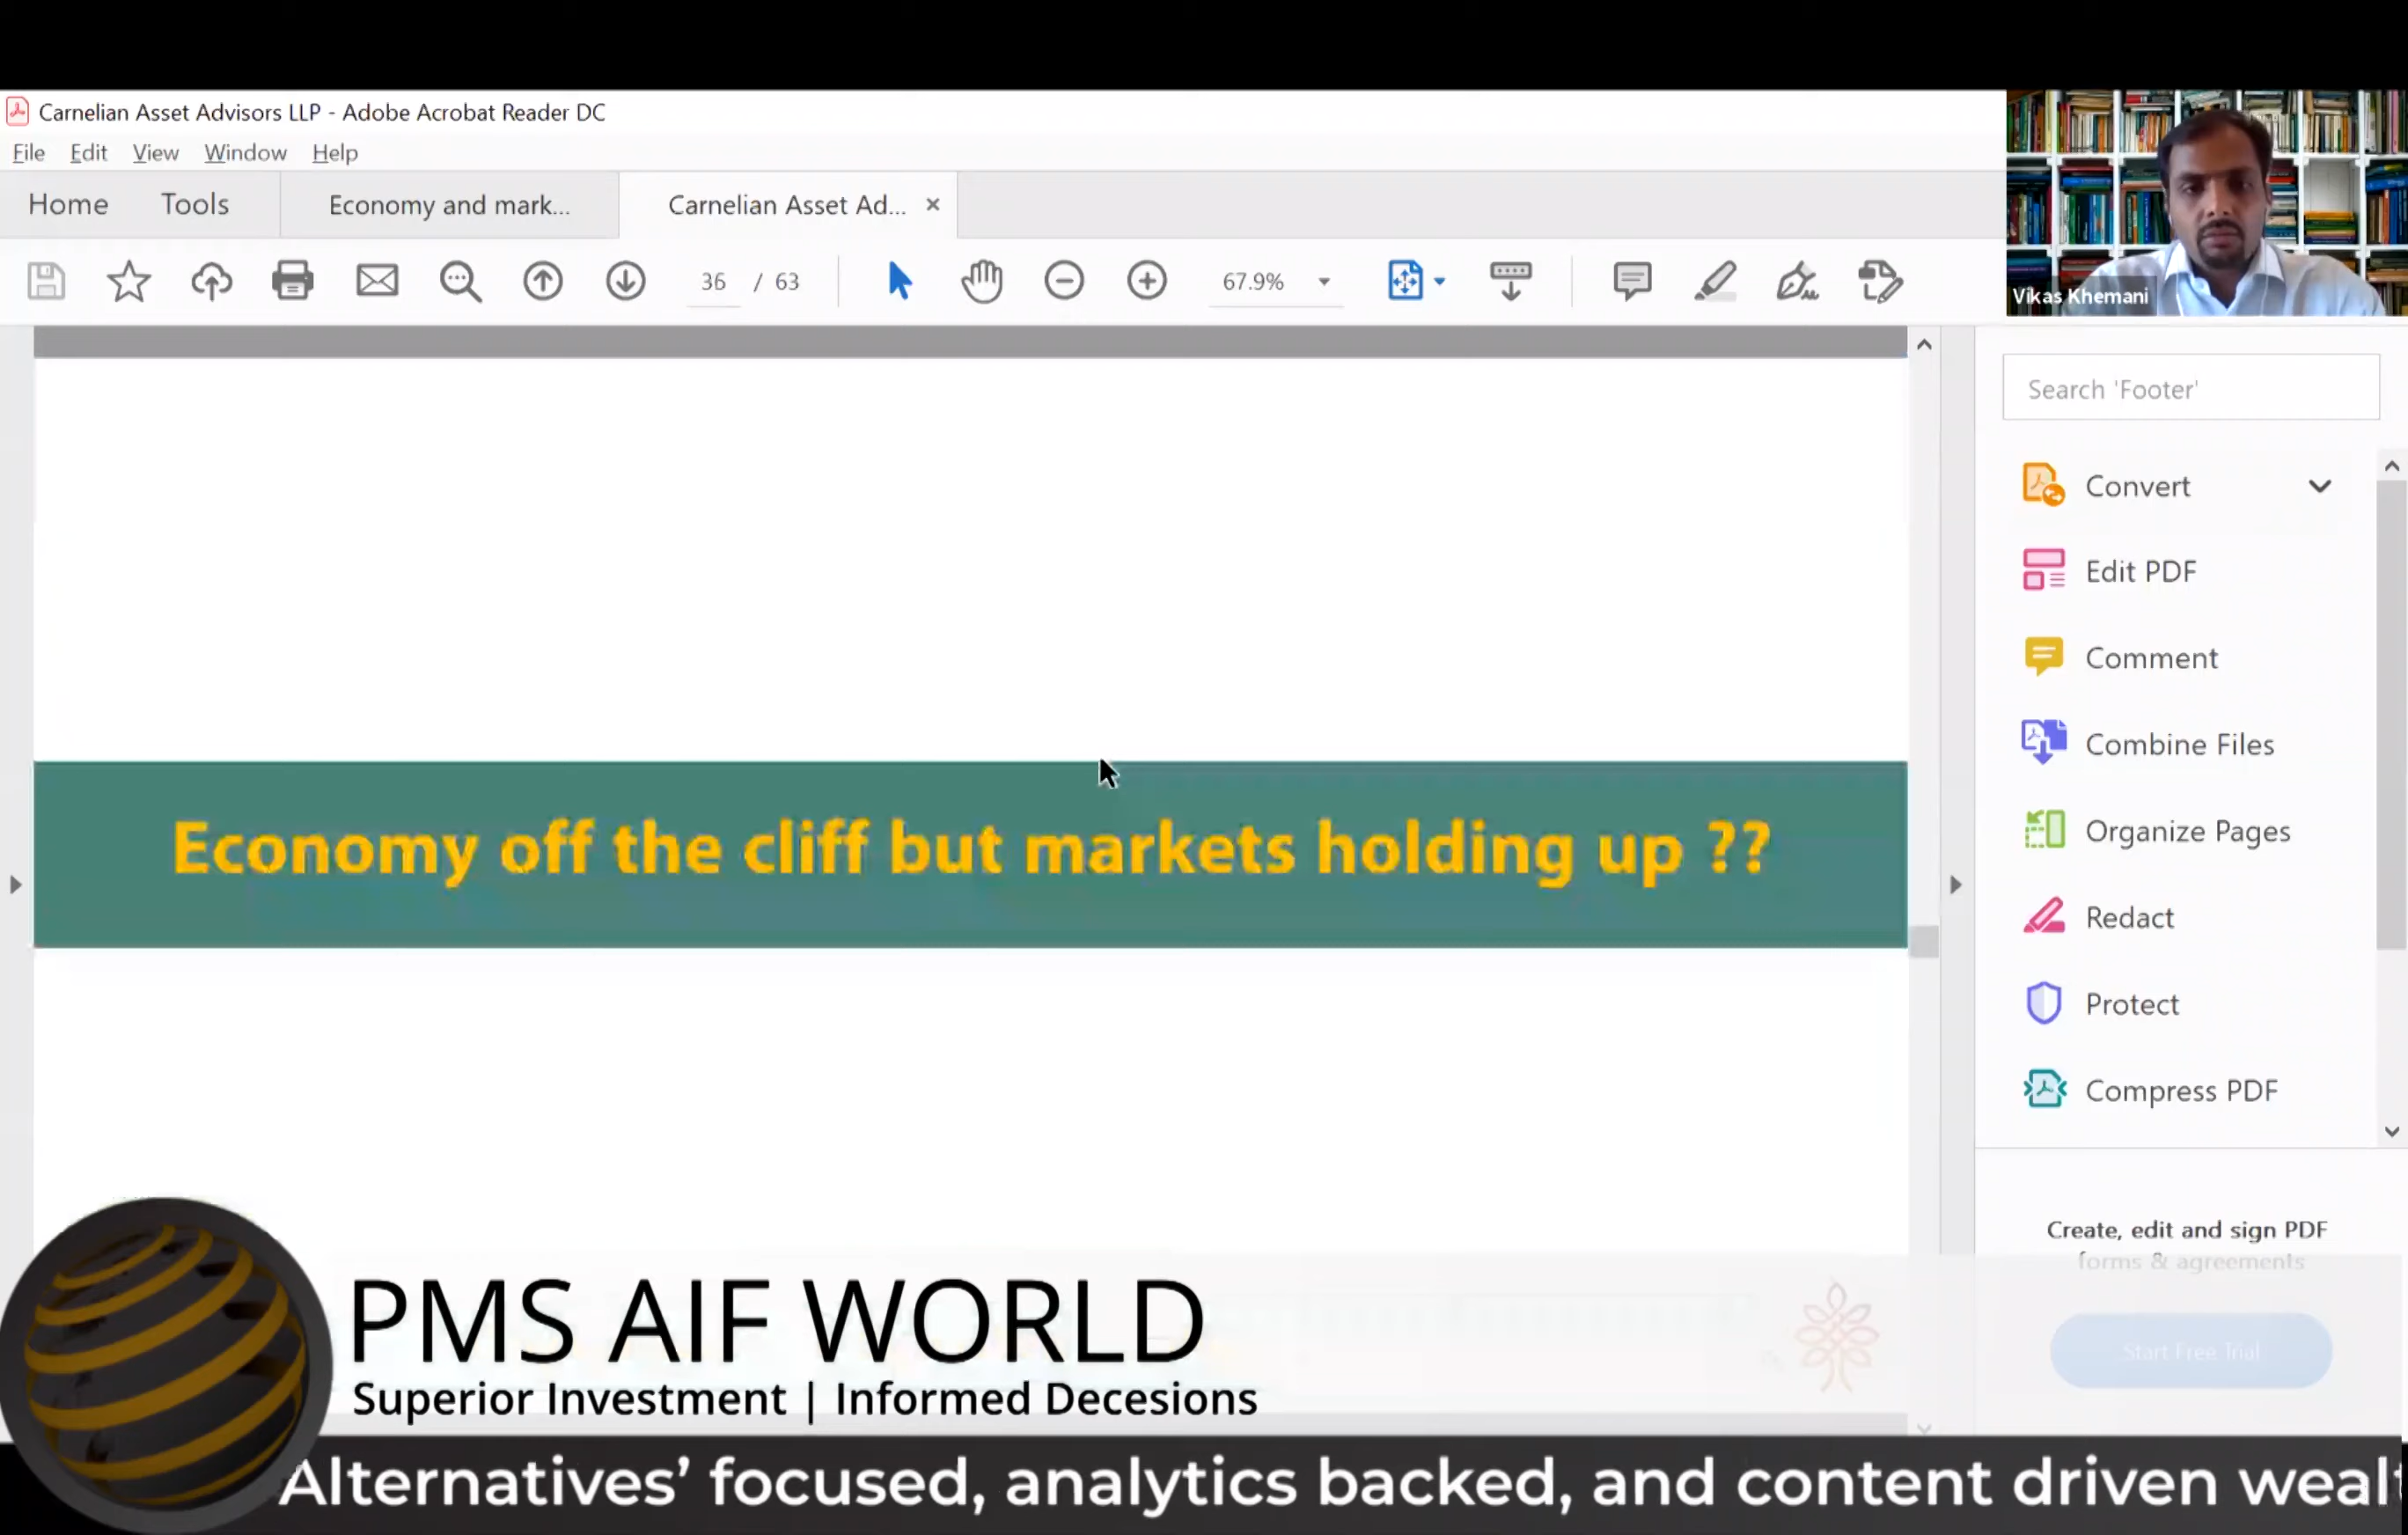 Carnelian Asset Advisors LLP - Adobe Acrobat Reader DC
File Edit View Window Help
Home Tools Economy and mark... Carnelian Asset Ad... ×
36 / 63 67.9%
Vikas Khemani
Search 'Footer'
Convert
Edit PDF
Comment
Combine Files
Organize Pages
Redact
Protect
Compress PDF
Economy off the cliff but markets holding up ??
Create, edit and sign PDF
forms & agreements
Start Free Trial
PMS AIF WORLD
Superior Investment | Informed Decesions
Alternatives’ focused, analytics backed, and content driven weal